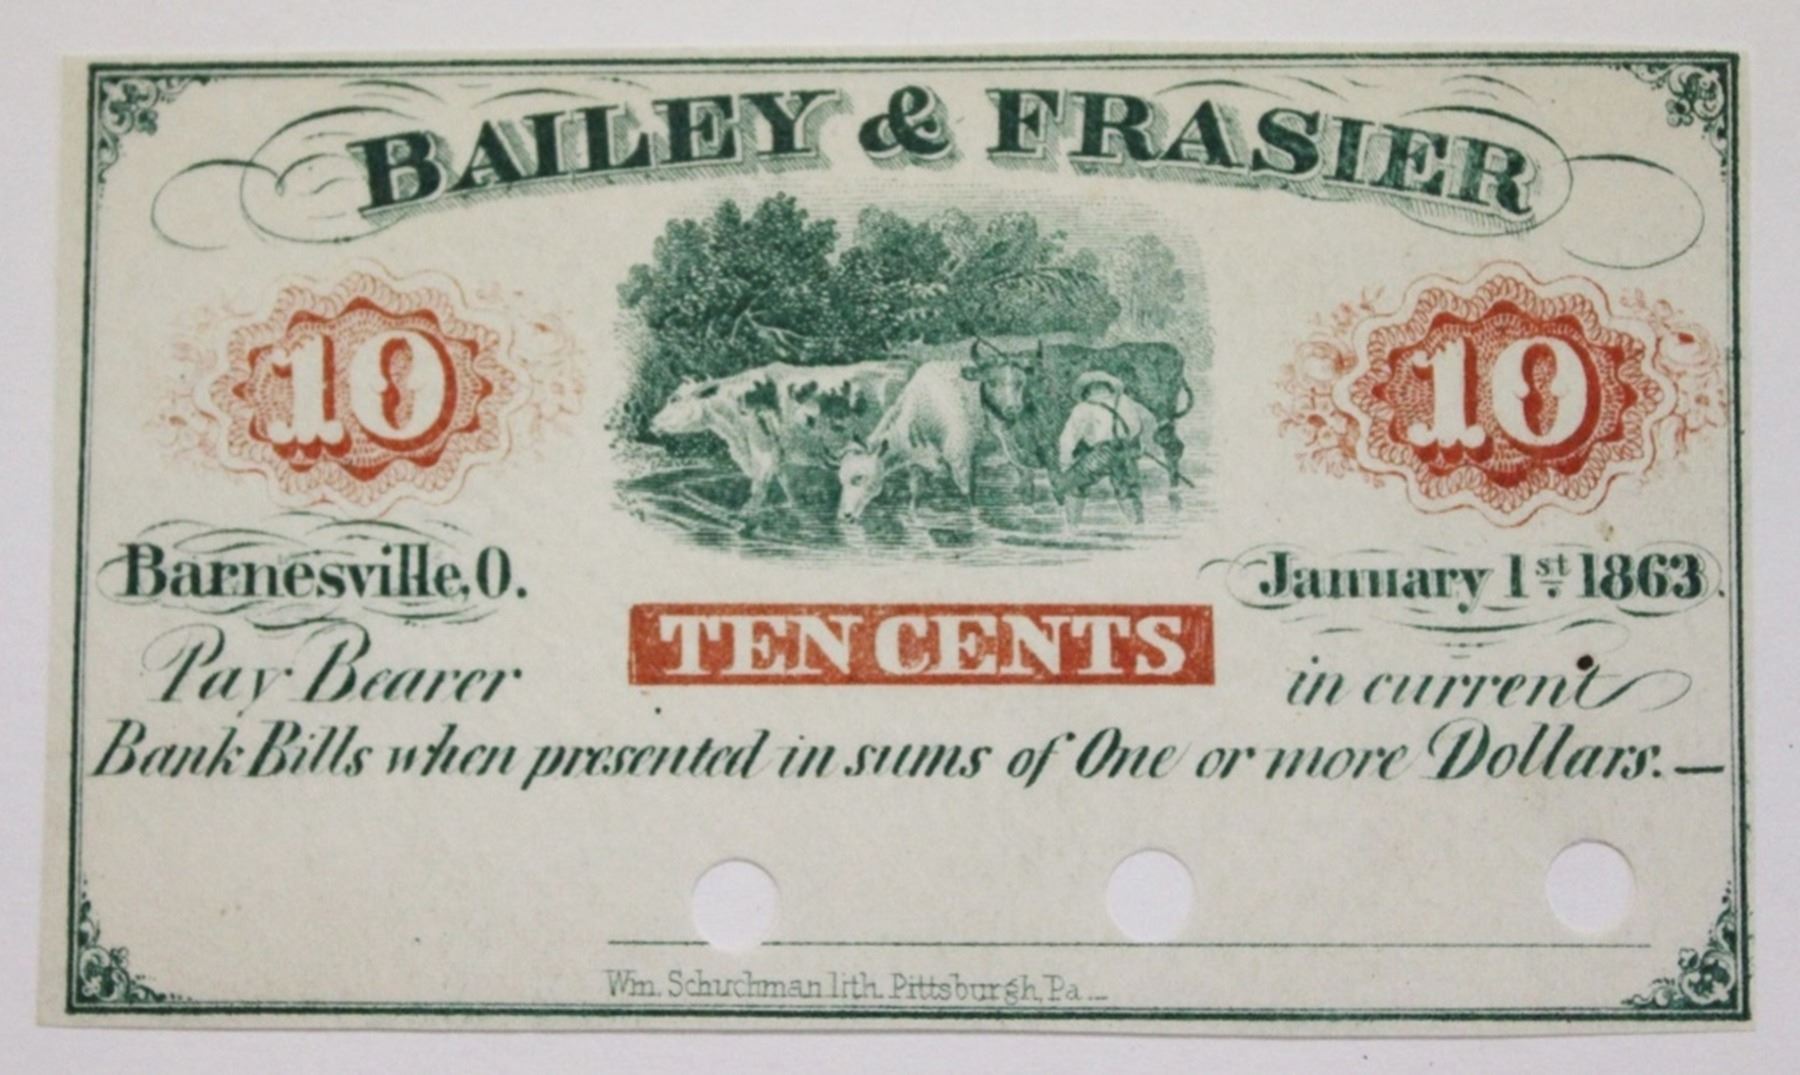 BAILEY & FRASIER
10 10
Barnesville, O. January 1st 1863.
Pay Bearer TEN CENTS in current
Bank Bills when presented in sums of One or more Dollars.—
Wm. Schuchman lith. Pittsburgh, Pa.